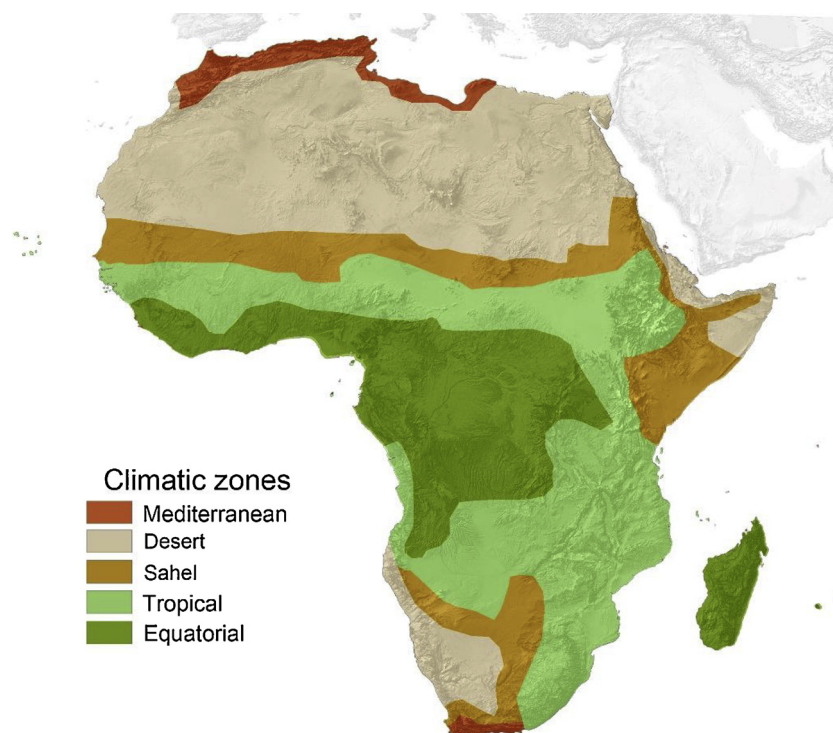 Climatic zones
Mediterranean
Desert
Sahel
Tropical
Equatorial